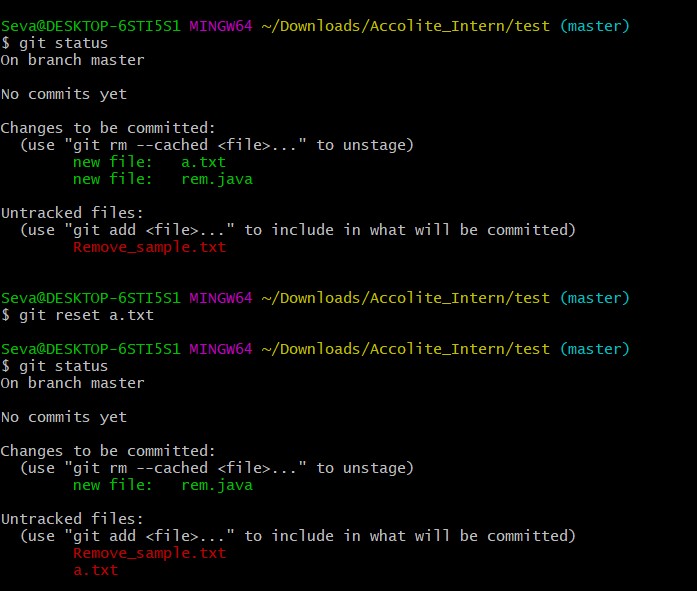 Seva@DESKTOP-6STI5S1 MINGW64 ~/Downloads/Accolite_Intern/test (master)
$ git status
On branch master
No commits yet
Changes to be committed:
  (use "git rm --cached <file>..." to unstage)
        new file:   a.txt
        new file:   rem.java
Untracked files:
  (use "git add <file>..." to include in what will be committed)
        Remove_sample.txt
Seva@DESKTOP-6STI5S1 MINGW64 ~/Downloads/Accolite_Intern/test (master)
$ git reset a.txt
Seva@DESKTOP-6STI5S1 MINGW64 ~/Downloads/Accolite_Intern/test (master)
$ git status
On branch master
No commits yet
Changes to be committed:
  (use "git rm --cached <file>..." to unstage)
        new file:   rem.java
Untracked files:
  (use "git add <file>..." to include in what will be committed)
        Remove_sample.txt
        a.txt